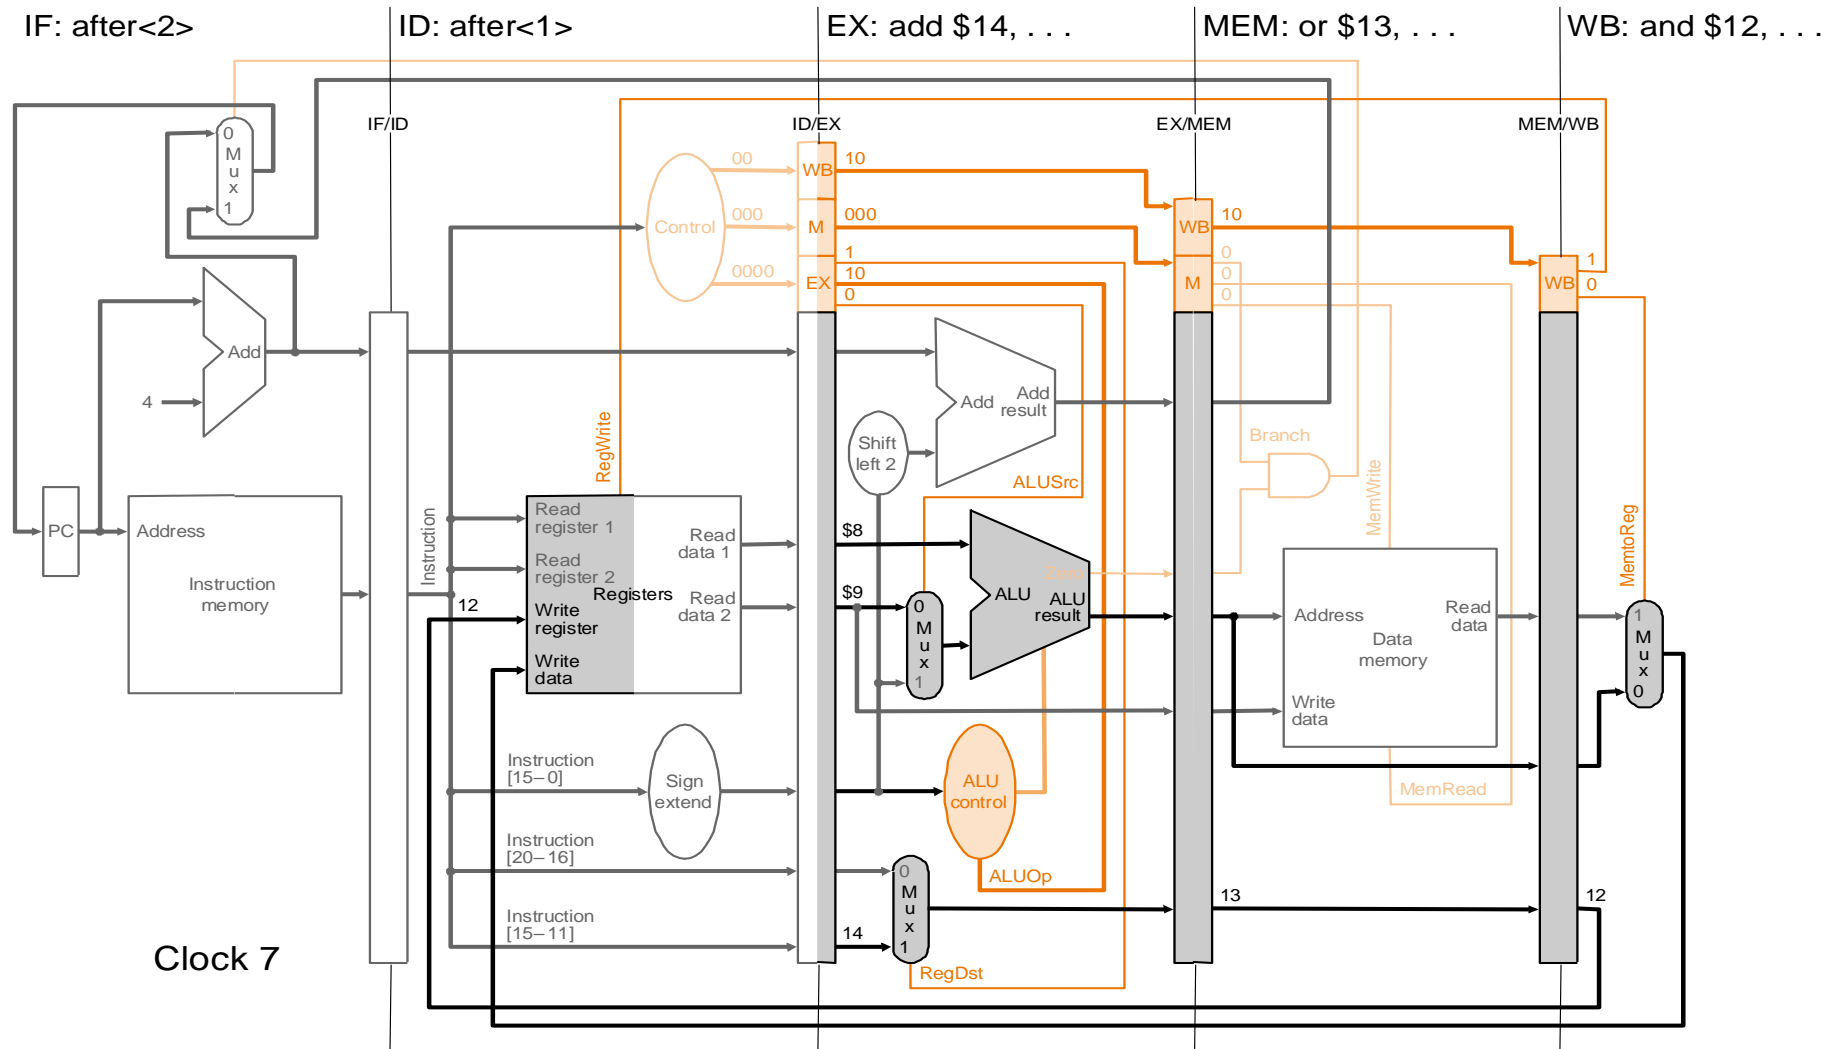 IF: after<2>
ID: after<1>
EX: add $14, . . .
MEM: or $13, . . .
WB: and $12, . . .
IF/ID
ID/EX
EX/MEM
MEM/WB
0
M
u
x
1
Control
00
000
0000
WB
M
EX
10
000
1
10
0
WB
M
10
0
0
0
WB
1
0
Add
4
Add
Add
result
Shift
left 2
RegWrite
ALUSrc
Branch
MemWrite
MemtoReg
PC
Address
Instruction
memory
Instruction
Read
register 1
Read
register 2
Registers
Write
register
Write
data
Read
data 1
Read
data 2
12
$8
$9
0
M
u
x
1
Zero
ALU
ALU
result
Address
Data
memory
Read
data
Write
data
1
M
u
x
0
Instruction
[15–0]
Sign
extend
ALU
control
MemRead
Instruction
[20–16]
ALUOp
0
M
u
x
1
Instruction
[15–11]
14
13
12
RegDst
Clock 7